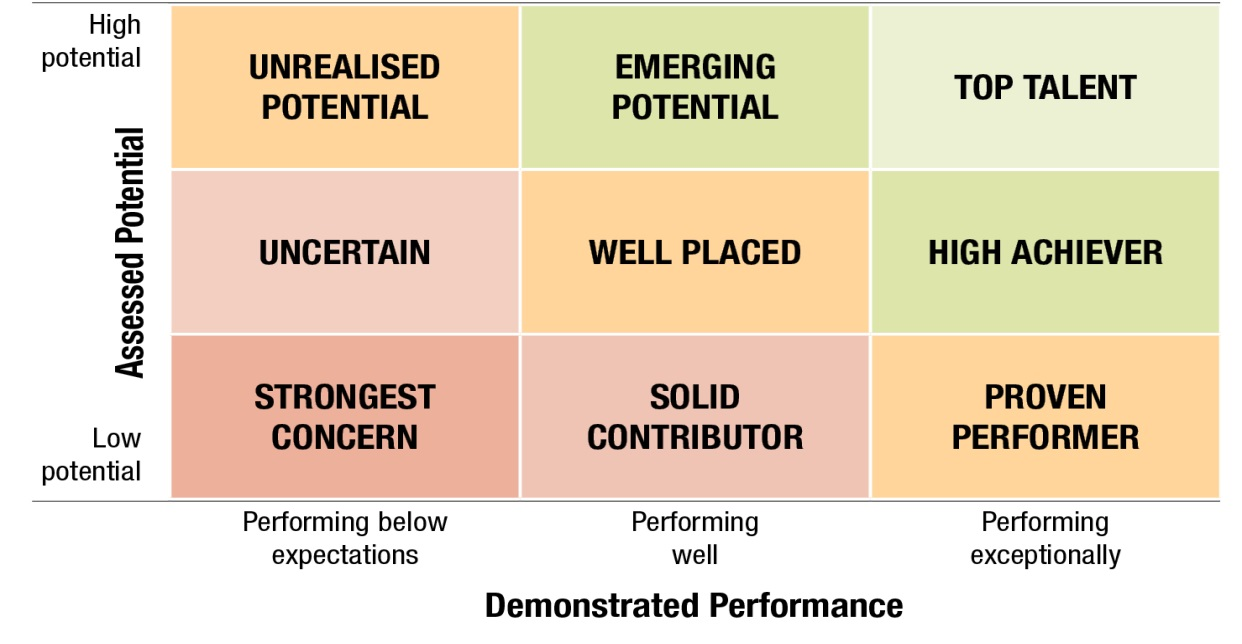 High
potential
UNREALISED
POTENTIAL
EMERGING
POTENTIAL
TOP TALENT
Assessed Potential
UNCERTAIN
WELL PLACED
HIGH ACHIEVER
STRONGEST
CONCERN
SOLID
CONTRIBUTOR
PROVEN
PERFORMER
Low
potential
Performing below
expectations
Performing
well
Performing
exceptionally
Demonstrated Performance